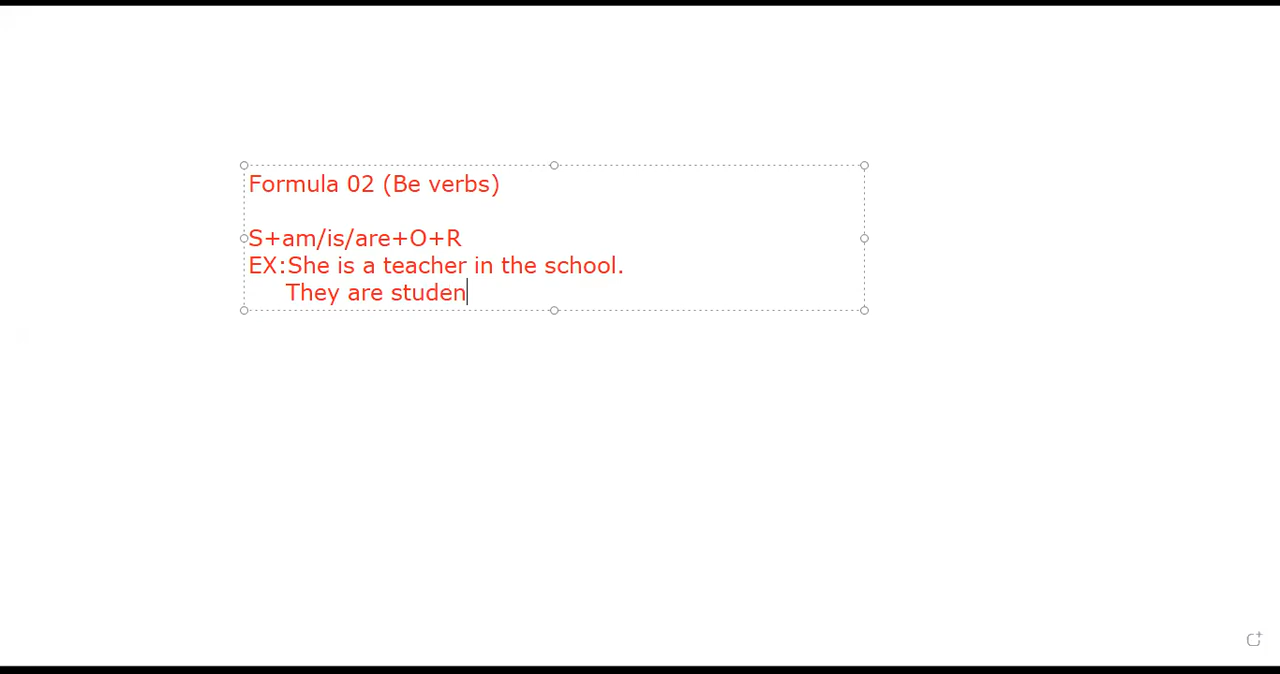 Formula 02 (Be verbs)
S+am/is/are+O+R
EX:She is a teacher in the school.
They are studen